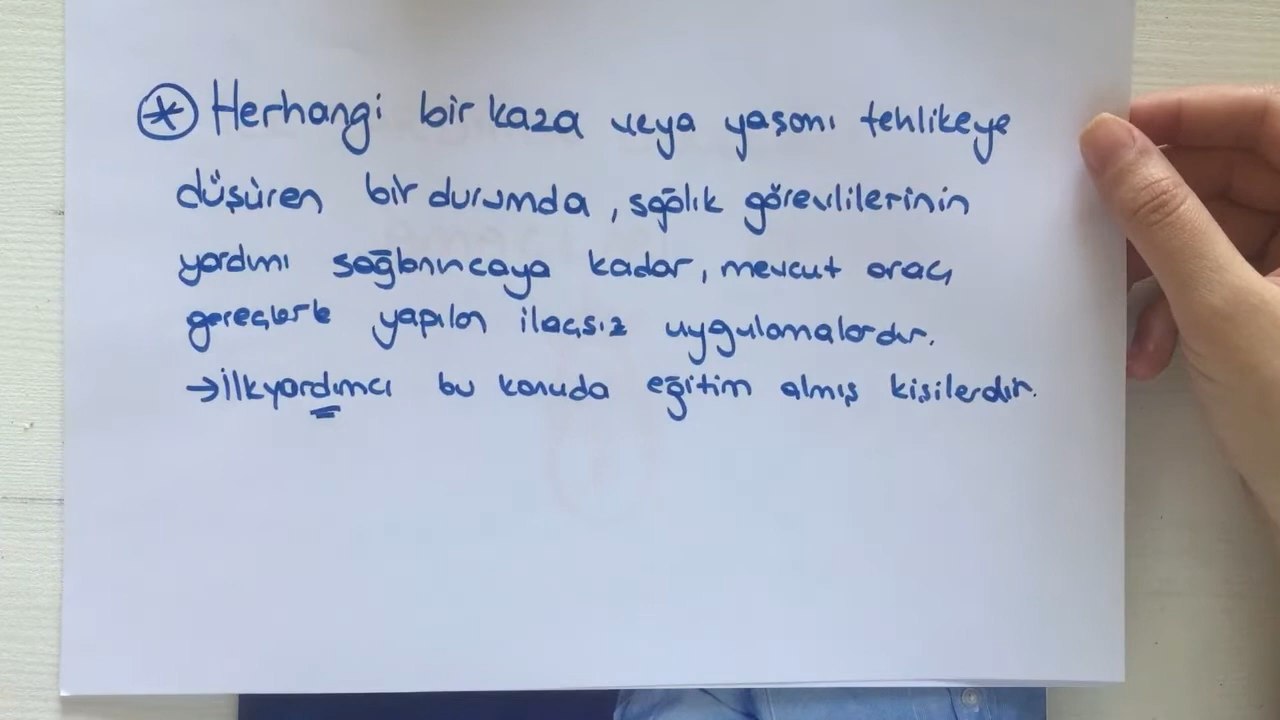 * Herhangi bir kaza veya yaşamı tehlikeye
düşüren bir durumda, sağlık görevlilerinin
yardımı sağlanıncaya kadar, mevcut araç
gereçlerle yapılan ilaçsız uygulamalardır.
→ İlkyardımcı bu konuda eğitim almış kişilerdir.